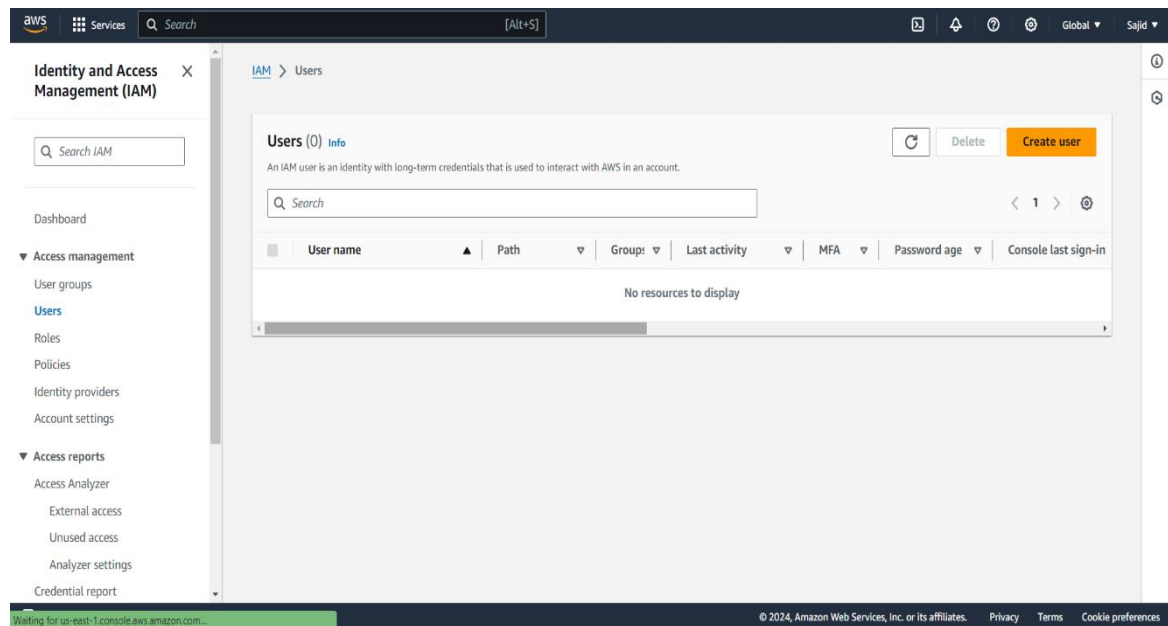 aws Services Search [Alt+S] Global Sajid
Identity and Access
Management (IAM)
Search IAM
Dashboard
Access management
User groups
Users
Roles
Policies
Identity providers
Account settings
Access reports
Access Analyzer
External access
Unused access
Analyzer settings
Credential report
IAM > Users
Users (0) Info
Delete
Create user
An IAM user is an identity with long-term credentials that is used to interact with AWS in an account.
Search
1
User name Path Group: Last activity MFA Password age Console last sign-in
No resources to display
Waiting for us-east-1.console.aws.amazon.com...
© 2024, Amazon Web Services, Inc. or its affiliates. Privacy Terms Cookie preferences